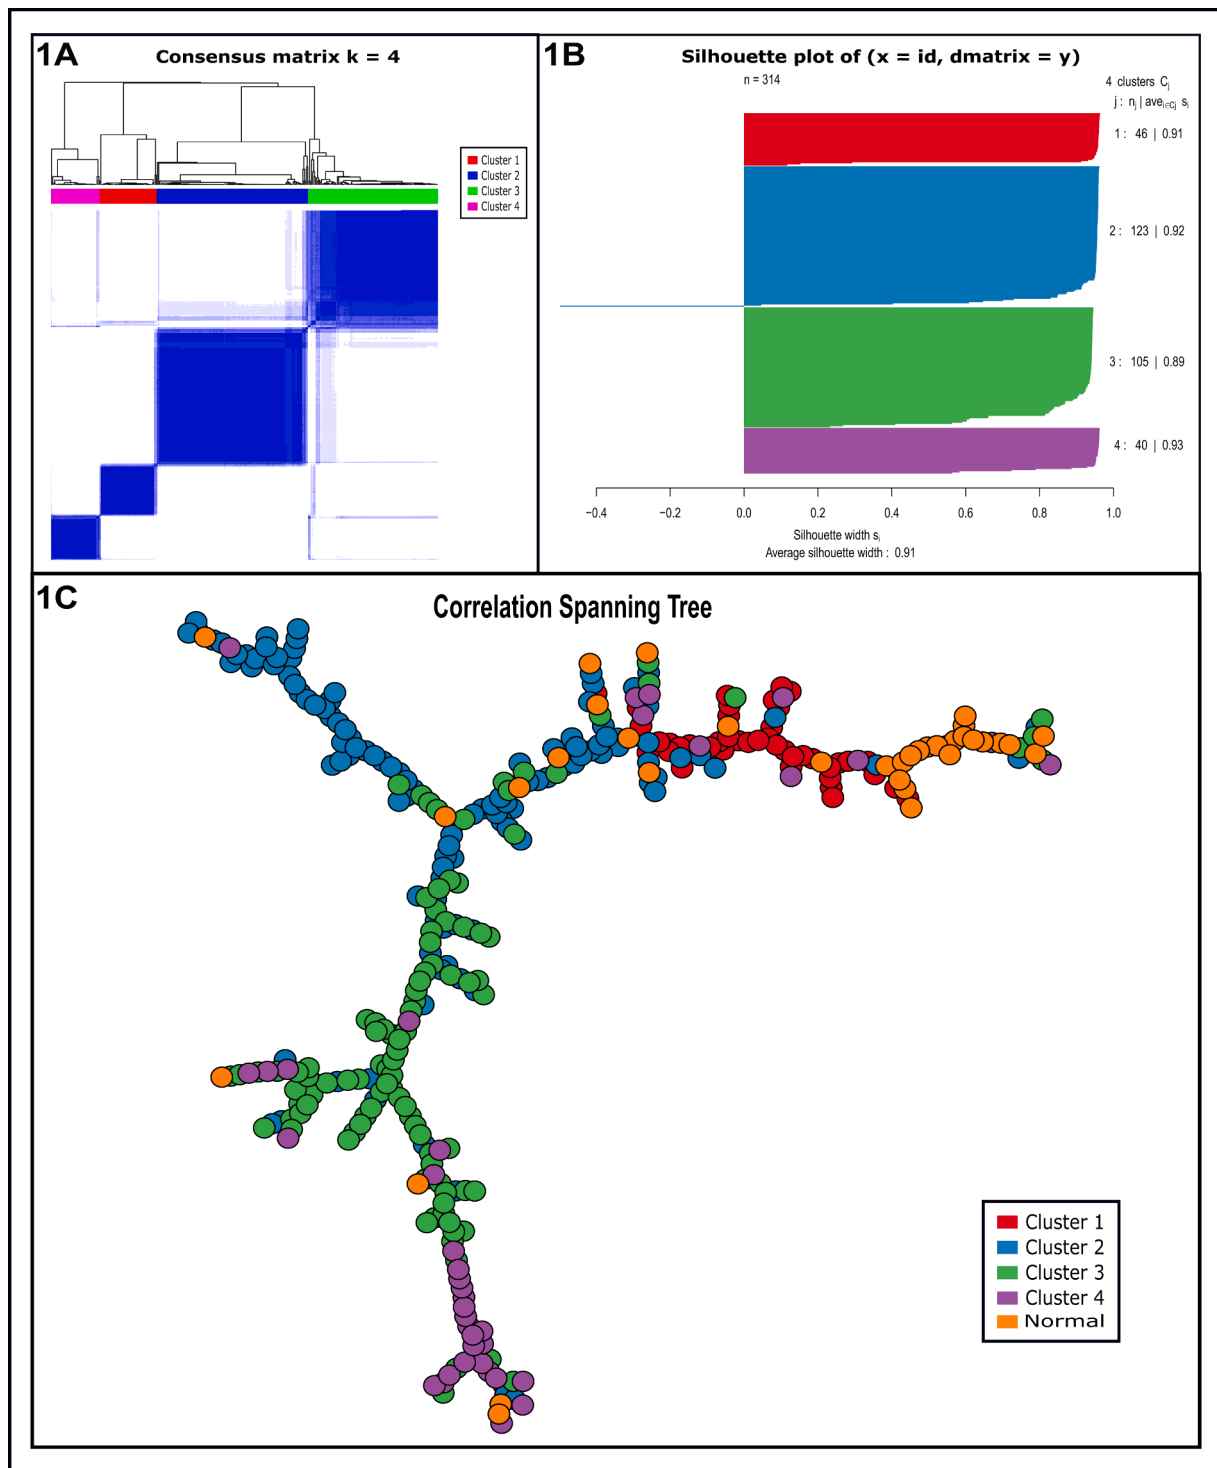 1A
Consensus matrix k = 4
Cluster 1
Cluster 2
Cluster 3
Cluster 4
1B
Silhouette plot of (x = id, dmatrix = y)
n = 314
4 clusters Cj
j : nj | avei∈Cj si
1 : 46 | 0.91
2 : 123 | 0.92
3 : 105 | 0.89
4 : 40 | 0.93
−0.4 −0.2 0.0 0.2 0.4 0.6 0.8 1.0
Silhouette width si
Average silhouette width : 0.91
1C
Correlation Spanning Tree
Cluster 1
Cluster 2
Cluster 3
Cluster 4
Normal